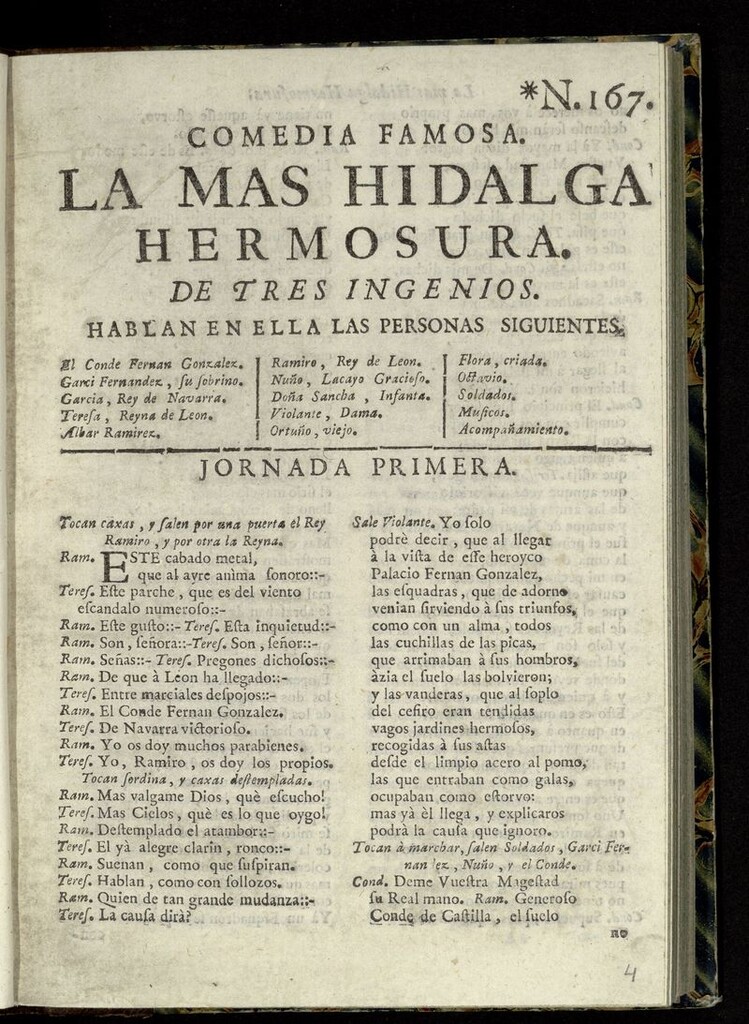 *N. 167.
COMEDIA FAMOSA.
LA MAS HIDALGA
HERMOSURA.
DE TRES INGENIOS.
HABLAN EN ELLA LAS PERSONAS SIGUIENTES.
El Conde Fernan Gonzalez.
Garci Fernandez, ſu ſobrino.
Garcia, Rey de Navarra.
Tereſa, Reyna de Leon.
Albar Ramirez.
Ramiro, Rey de Leon.
Nuño, Lacayo Gracioſo.
Doña Sancha, Infanta.
Violante, Dama.
Ortuño, viejo.
Flora, criada.
Octavio.
Soldados.
Muſicos.
Acompañamiento.
JORNADA PRIMERA.
Tocan caxas, y ſalen por una puerta el Rey
Ramiro, y por otra la Reyna.
Ram. ESTE cabado metal,
que al ayre anima ſonoro::-
Tereſ. Eſte parche, que es del viento
eſcandalo numeroſo::-
Ram. Eſte guſto::- Tereſ. Eſta inquietud::-
Ram. Son, ſeñora::-Tereſ. Son, ſeñor::-
Ram. Señas::- Tereſ. Pregones dichoſos::-
Ram. De que à Leon ha llegado::-
Tereſ. Entre marciales deſpojos::-
Ram. El Conde Fernan Gonzalez.
Tereſ. De Navarra victorioſo.
Ram. Yo os doy muchos parabienes.
Tereſ. Yo, Ramiro, os doy los propios.
Tocan ſordina, y caxas deſtempladas.
Ram. Mas valgame Dios, què eſcucho!
Tereſ. Mas Cielos, què es lo que oygo!
Ram. Deſtemplado el atambor::-
Tereſ. El yà alegre clarin, ronco::-
Ram. Suenan, como que ſuſpiran.
Tereſ. Hablan, como con ſollozos.
Ram. Quien de tan grande mudanza::-
Tereſ. La cauſa dirà?
Sale Violante. Yo ſolo
podrè decir, que al llegar
à la viſta de eſſe heroyco
Palacio Fernan Gonzalez,
las eſquadras, que de adorno
venian ſirviendo à ſus triunfos,
como con un alma, todos
las cuchillas de las picas,
que arrimaban à ſus hombros,
àzia el ſuelo las bolvieron;
y las vanderas, que al ſoplo
del cefiro eran tendidas
vagos jardines hermoſos,
recogidas à ſus aſtas
deſde el limpio acero al pomo,
las que entraban como galas,
ocupaban como eſtorvo:
mas yà èl llega, y explicaros
podrà la cauſa que ignoro.
Tocan à marchar, ſalen Soldados, Garci Fer-
nandez, Nuño, y el Conde.
Cond. Deme Vueſtra Mageſtad
ſu Real mano. Ram. Generoſo
Conde de Caſtilla, el ſuelo
no
4